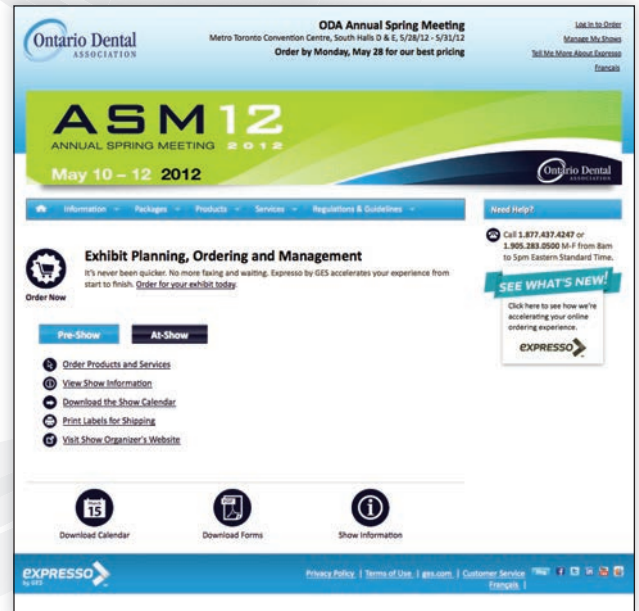 Ontario Dental
ASSOCIATION
ODA Annual Spring Meeting
Metro Toronto Convention Centre, South Halls D & E, 5/28/12 - 5/31/12
Order by Monday, May 28 for our best pricing
Log In to Order
Manage My Shows
Tell Me More About Expresso
Français
ASM12
ANNUAL SPRING MEETING 2012
May 10 – 12 2012
Ontario Dental
ASSOCIATION
Information
Packages
Products
Services
Regulations & Guidelines
Need Help?
Call 1.877.437.4247 or
1.905.283.0500 M-F from 8am
to 5pm Eastern Standard Time.
SEE WHAT'S NEW!
Click here to see how we're
accelerating your online
ordering experience.
EXPRESSO
Order Now
Exhibit Planning, Ordering and Management
It's never been quicker. No more faxing and waiting. Expresso by GES accelerates your experience from
start to finish. Order for your exhibit today.
Pre-Show
At-Show
Order Products and Services
View Show Information
Download the Show Calendar
Print Labels for Shipping
Visit Show Organizer's Website
March
15
Download Calendar
PDF
Download Forms
Show Information
EXPRESSO
by GES
Privacy Policy | Terms of Use | ges.com | Customer Service
Français |